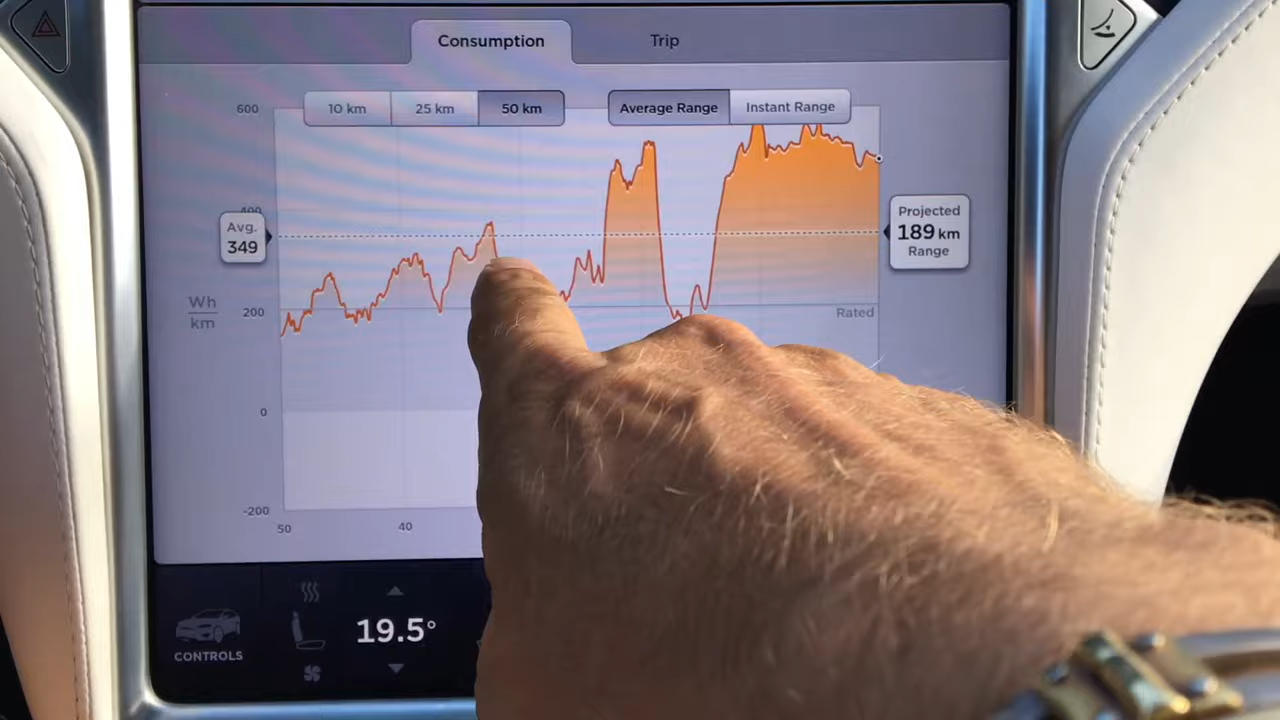 Consumption
Trip
600
10 km
25 km
50 km
Average Range
Instant Range
400
Avg.
349
Projected
189 km
Range
Wh
km
200
Rated
0
-200
50
40
19.5°
CONTROLS